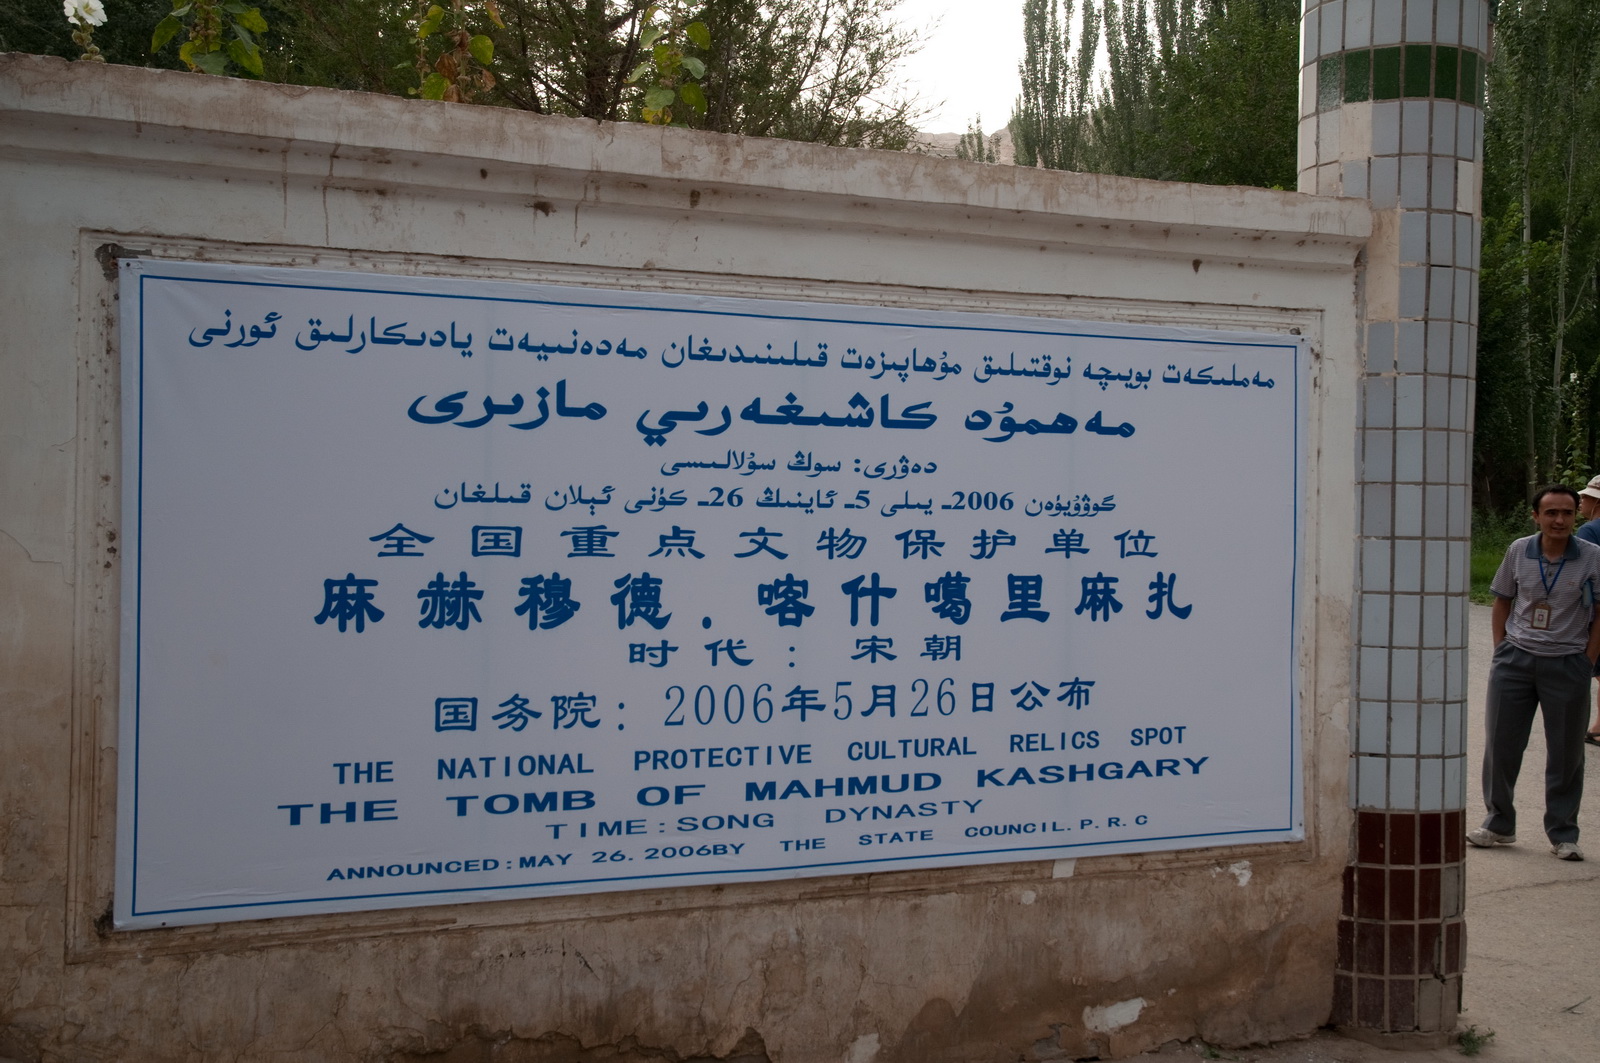 مەملىكەت بويىچە نوقتىلىق مۇھاپىزەت قىلىنىدىغان مەدەنىيەت يادىكارلىق ئورنى
مەھمۇد كاشىغەرىي مازىرى
دەۋرى: سوڭ سۇلالىسى
گوۋۇيۈەن 2006ـ يىلى 5ـ ئاينىڭ 26ـ كۈنى ئېلان قىلغان
全国重点文物保护单位
麻赫穆德.喀什噶里麻扎
时代:宋朝
国务院:2006年5月26日公布
THE NATIONAL PROTECTIVE CULTURAL RELICS SPOT
THE TOMB OF MAHMUD KASHGARY
TIME:SONG DYNASTY
ANNOUNCED:MAY 26. 2006BY THE STATE COUNCIL. P. R. C